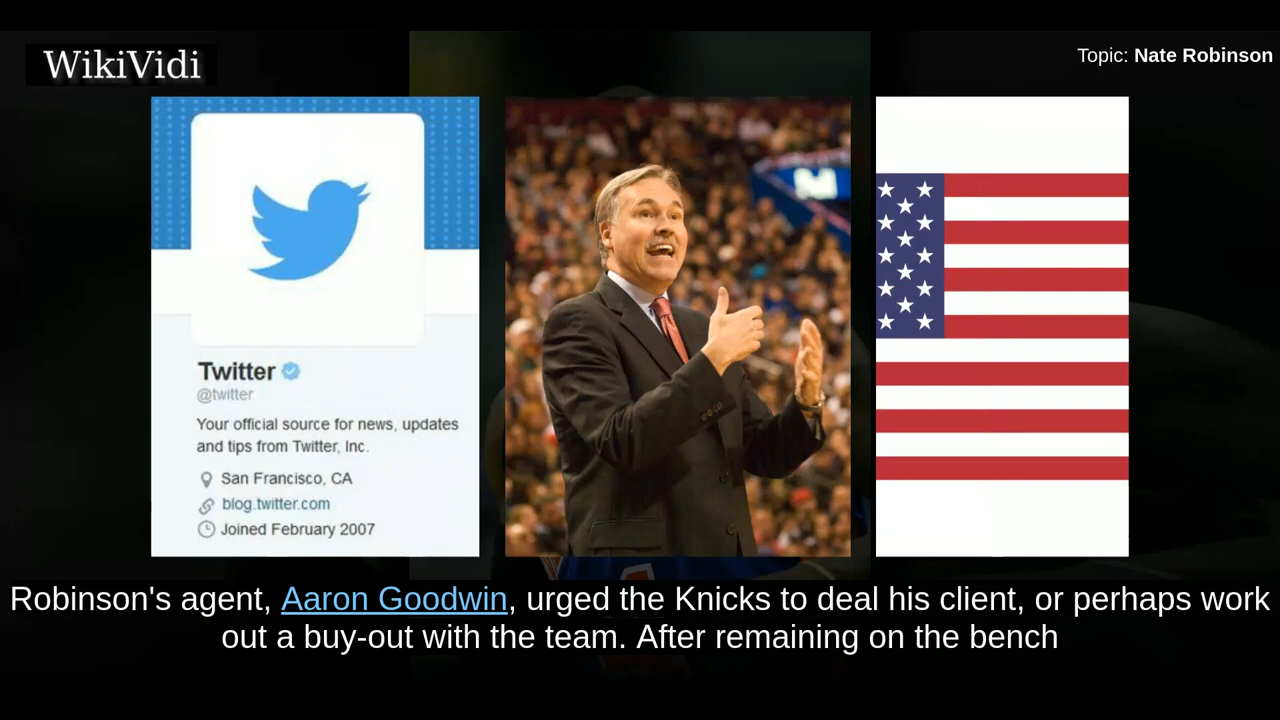 WikiVidi
Topic: Nate Robinson
Twitter
@twitter
Your official source for news, updates
and tips from Twitter, Inc.
San Francisco, CA
blog.twitter.com
Joined February 2007
Robinson's agent, Aaron Goodwin, urged the Knicks to deal his client, or perhaps work
out a buy-out with the team. After remaining on the bench